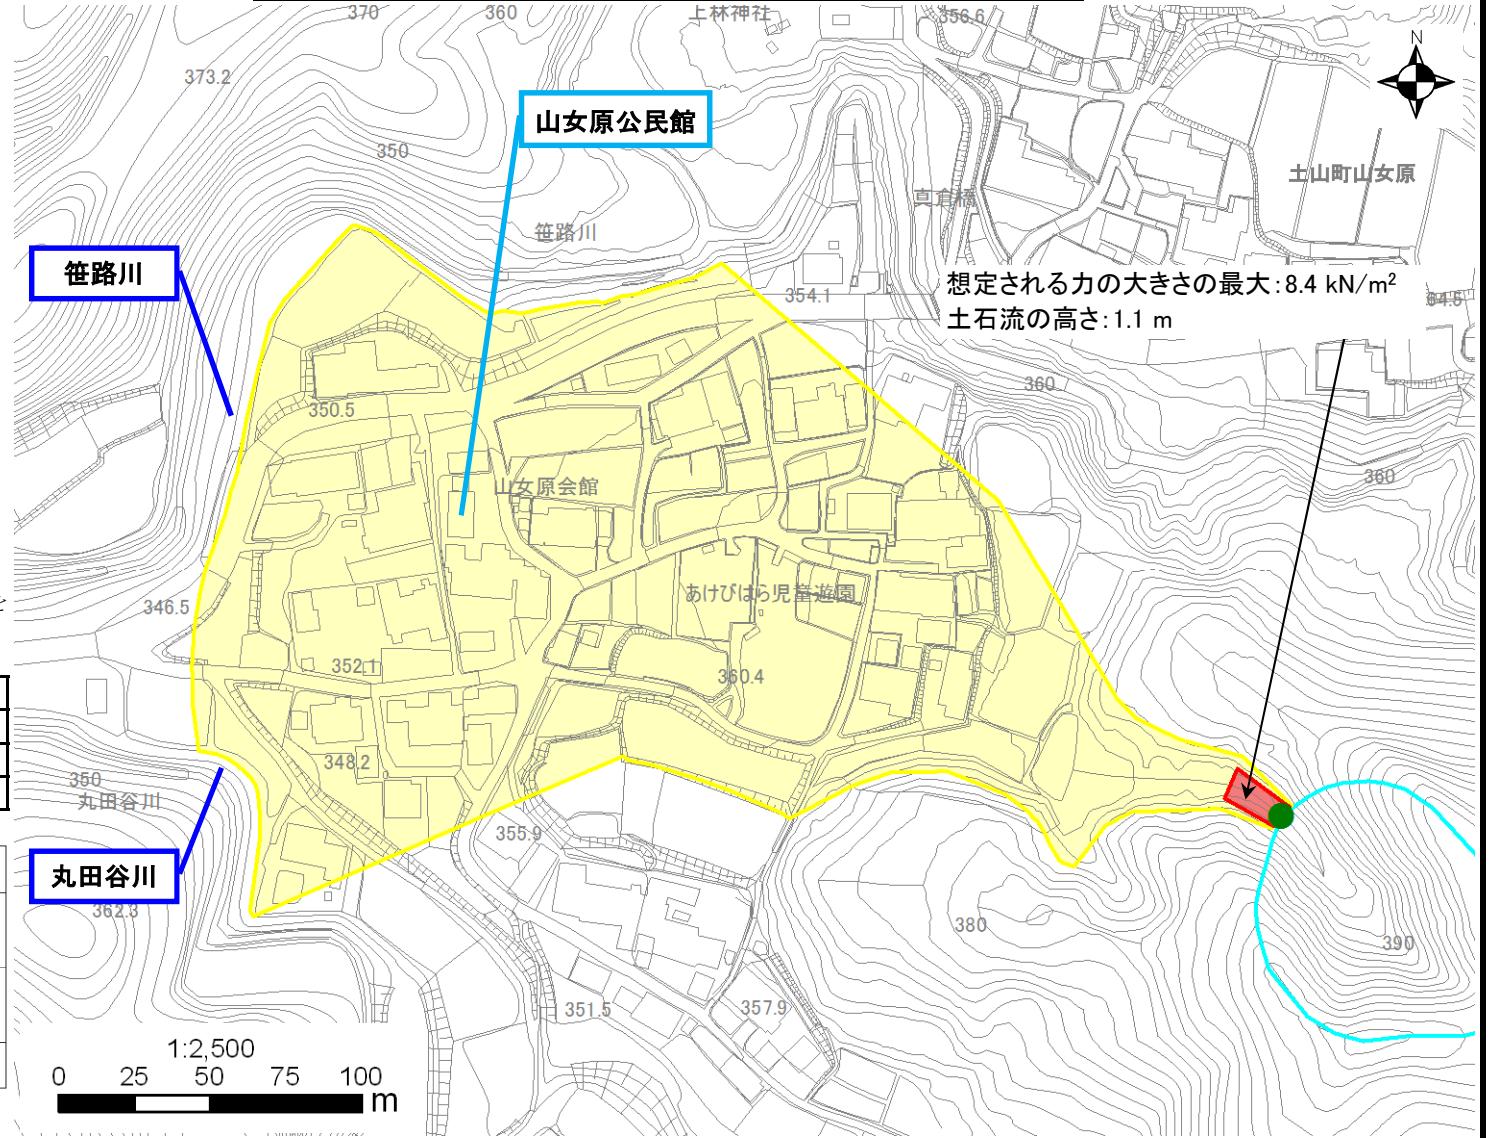 370
360
上林神社
356.6
N
373.2
山女原公民館
350
土山町山女原
真倉橋
笹路川
笹路川
想定される力の大きさの最大：8.4 kN/m²
土石流の高さ：1.1 m
354.1
64.5
360
350.5
360
山女原会館
あけびはら児童遊園
346.5
352.1
360.4
348.2
350
丸田谷川
355.9
丸田谷川
362.3
380
390
351.5
357.9
1:2,500
0 25 50 75 100
m